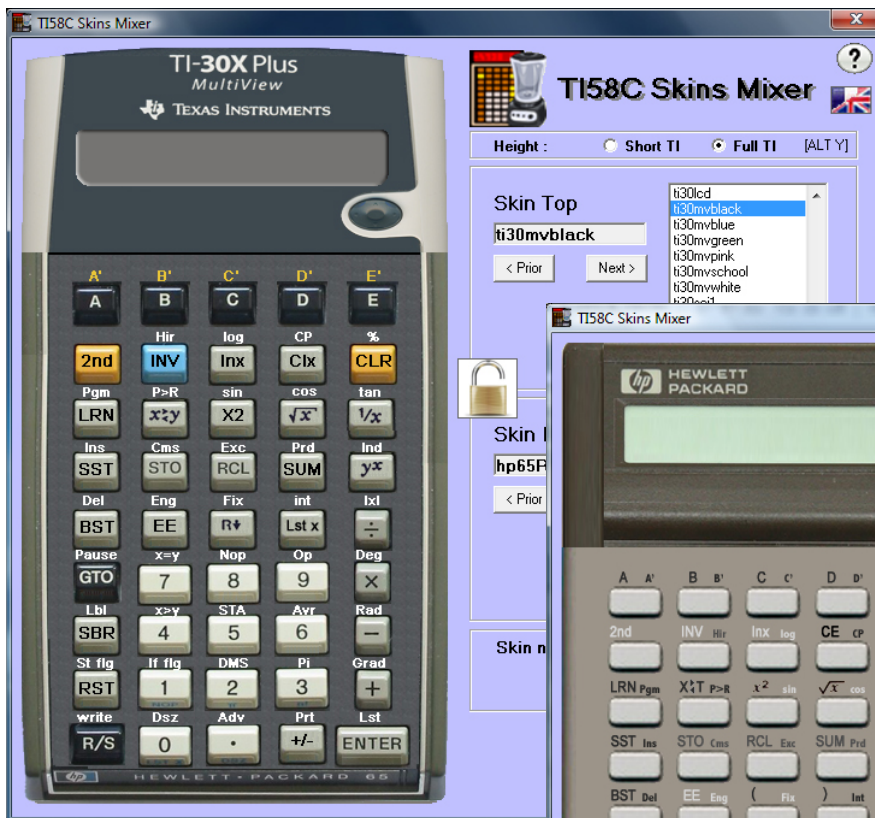 TI58C Skins Mixer
x
TI-30X Plus
MultiView
TEXAS INSTRUMENTS
A' B' C' D' E'
A B C D E
Hir log CP %
2nd INV lnx Clx CLR
Pgm P>R sin cos tan
LRN x⇄y X2 √x 1/x
Ins Cms Exc Prd Ind
SST STO RCL SUM yx
Del Eng Fix int IxI
BST EE R↓ Lst x ÷
Pause x=y Nop Op Deg
GTO 7 8 9 ×
Lbl x>y STA Avr Rad
SBR 4 5 6 −
St flg If flg DMS Pi Grad
RST 1 2 3 +
write Dsz Adv Prt Lst
R/S 0 . +/- ENTER
hp HEWLETT·PACKARD 65
?
TI58C Skins Mixer
Height : Short TI Full TI [ALT Y]
Skin Top
ti30mvblack
< Prior Next >
ti30lcd
ti30mvblack
ti30mvblue
ti30mvgreen
ti30mvpink
ti30mvschool
ti30mvwhite
Skin
hp65
< Prior
Skin n
TI58C Skins Mixer
hp HEWLETT
PACKARD
A A' B B' C C' D D'
2nd INV Hir lnx log CE CP
LRN Pgm X⇄T P>R x² sin √x cos
SST Ins STO Cms RCL Exc SUM Prd
BST Del EE Eng ( Fix ) Int